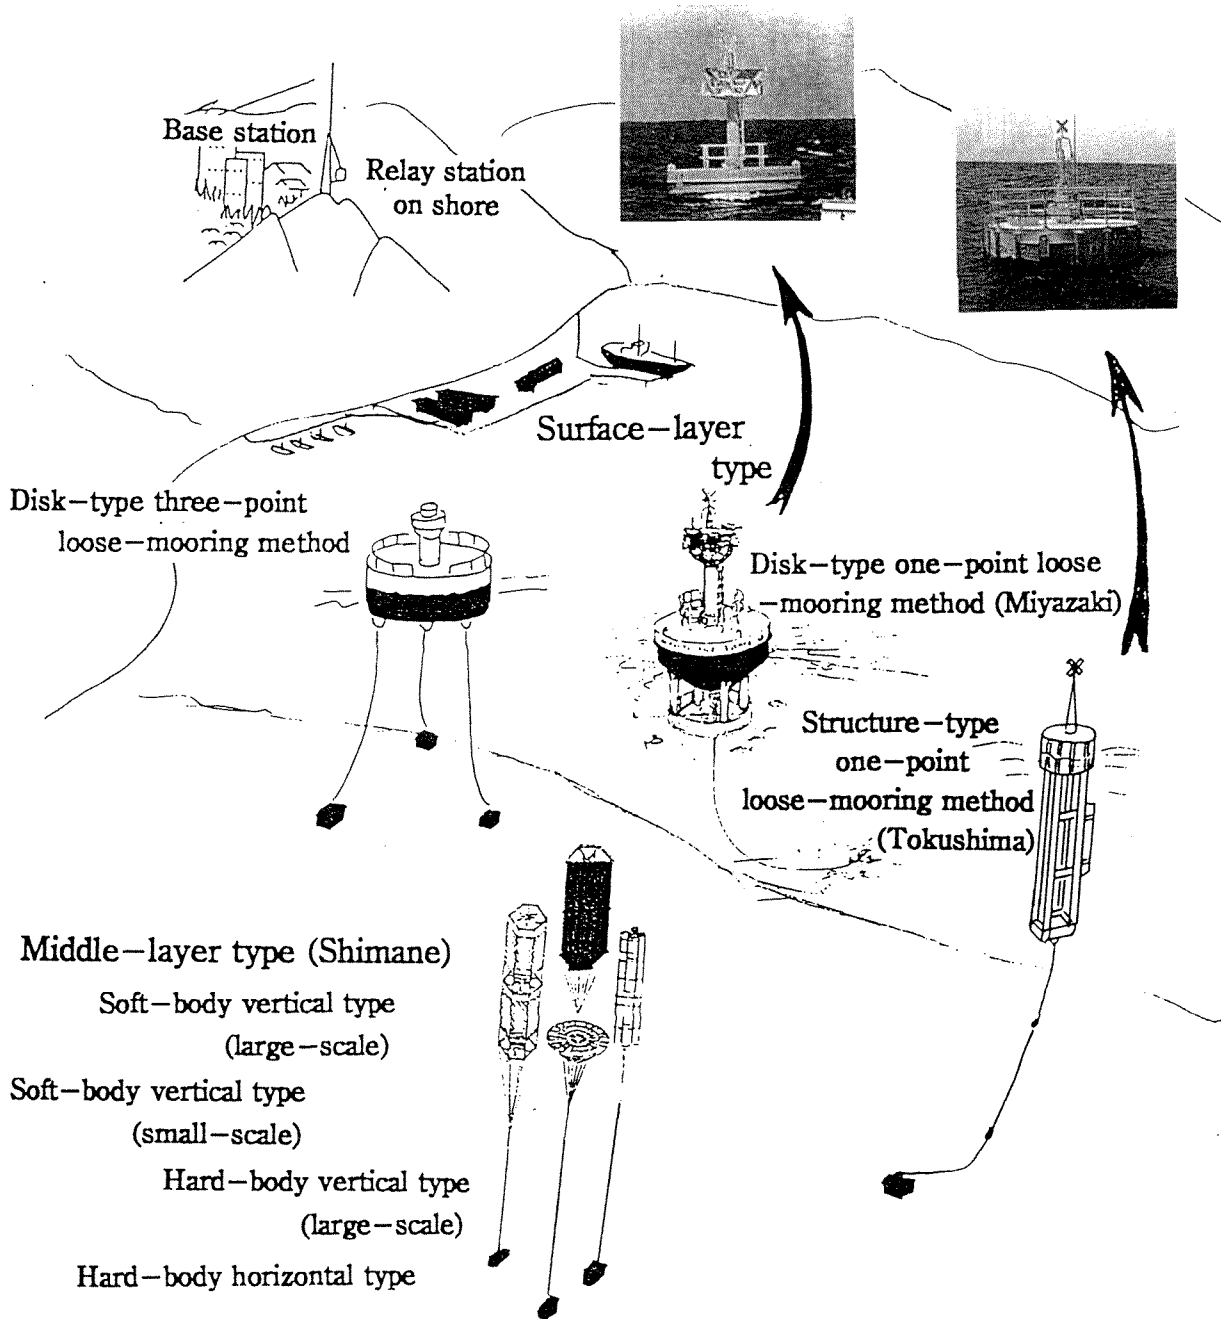 Base station
Relay station
on shore
Surface-layer
type
Disk-type three-point
loose-mooring method
Disk-type one-point loose
-mooring method (Miyazaki)
Structure-type
one-point
loose-mooring method
(Tokushima)
Middle-layer type (Shimane)
Soft-body vertical type
(large-scale)
Soft-body vertical type
(small-scale)
Hard-body vertical type
(large-scale)
Hard-body horizontal type